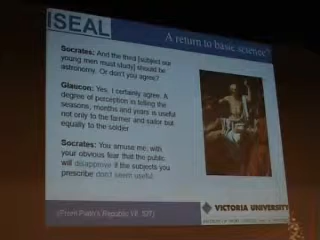 ISEAL
A return to basic science?
Socrates: And the third [subject our
young men must study] should be
astronomy. Or don't you agree?
Glaucon: Yes, I certainly agree. A
degree of perception in telling the
seasons, months and years is useful
not only to the farmer and sailor but
equally to the soldier
Socrates: You amuse me, with
your obvious fear that the public
will disapprove if the subjects you
prescribe don't seem useful.
(From Plato's Republic VII, 527)
VICTORIA UNIVERSITY